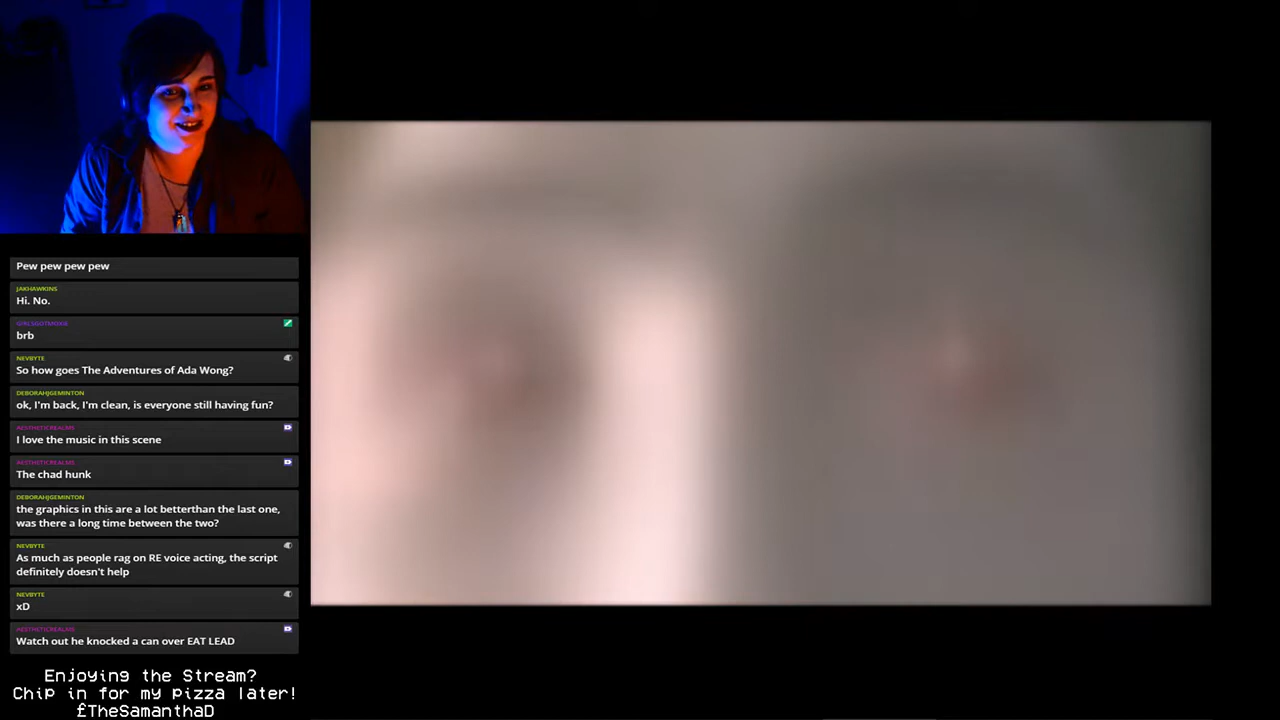 Pew pew pew pew
JAKHAWKINS
Hi. No.
brb
NEVBYTE
So how goes The Adventures of Ada Wong?
DEBORAHJGEMINTON
ok, I'm back, I'm clean, is everyone still having fun?
AESTHETICREALMS
I love the music in this scene
AESTHETICREALMS
The chad hunk
DEBORAHJGEMINTON
the graphics in this are a lot betterthan the last one,
was there a long time between the two?
NEVBYTE
As much as people rag on RE voice acting, the script
definitely doesn't help
NEVBYTE
xD
AESTHETICREALMS
Watch out he knocked a can over EAT LEAD
Enjoying the Stream?
Chip in for my pizza later!
£TheSamanthaD